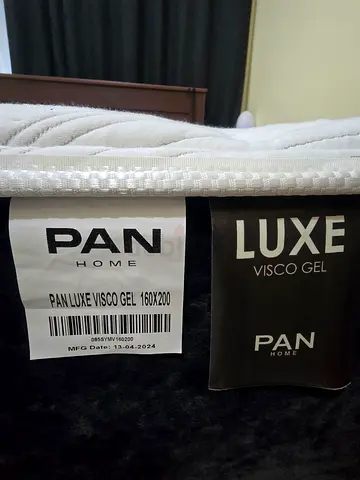 PAN
HOME
PAN LUXE VISCO GEL 160X200
MFG Date: 13-04-2024
LUXE
VISCO GEL
PAN
HOME